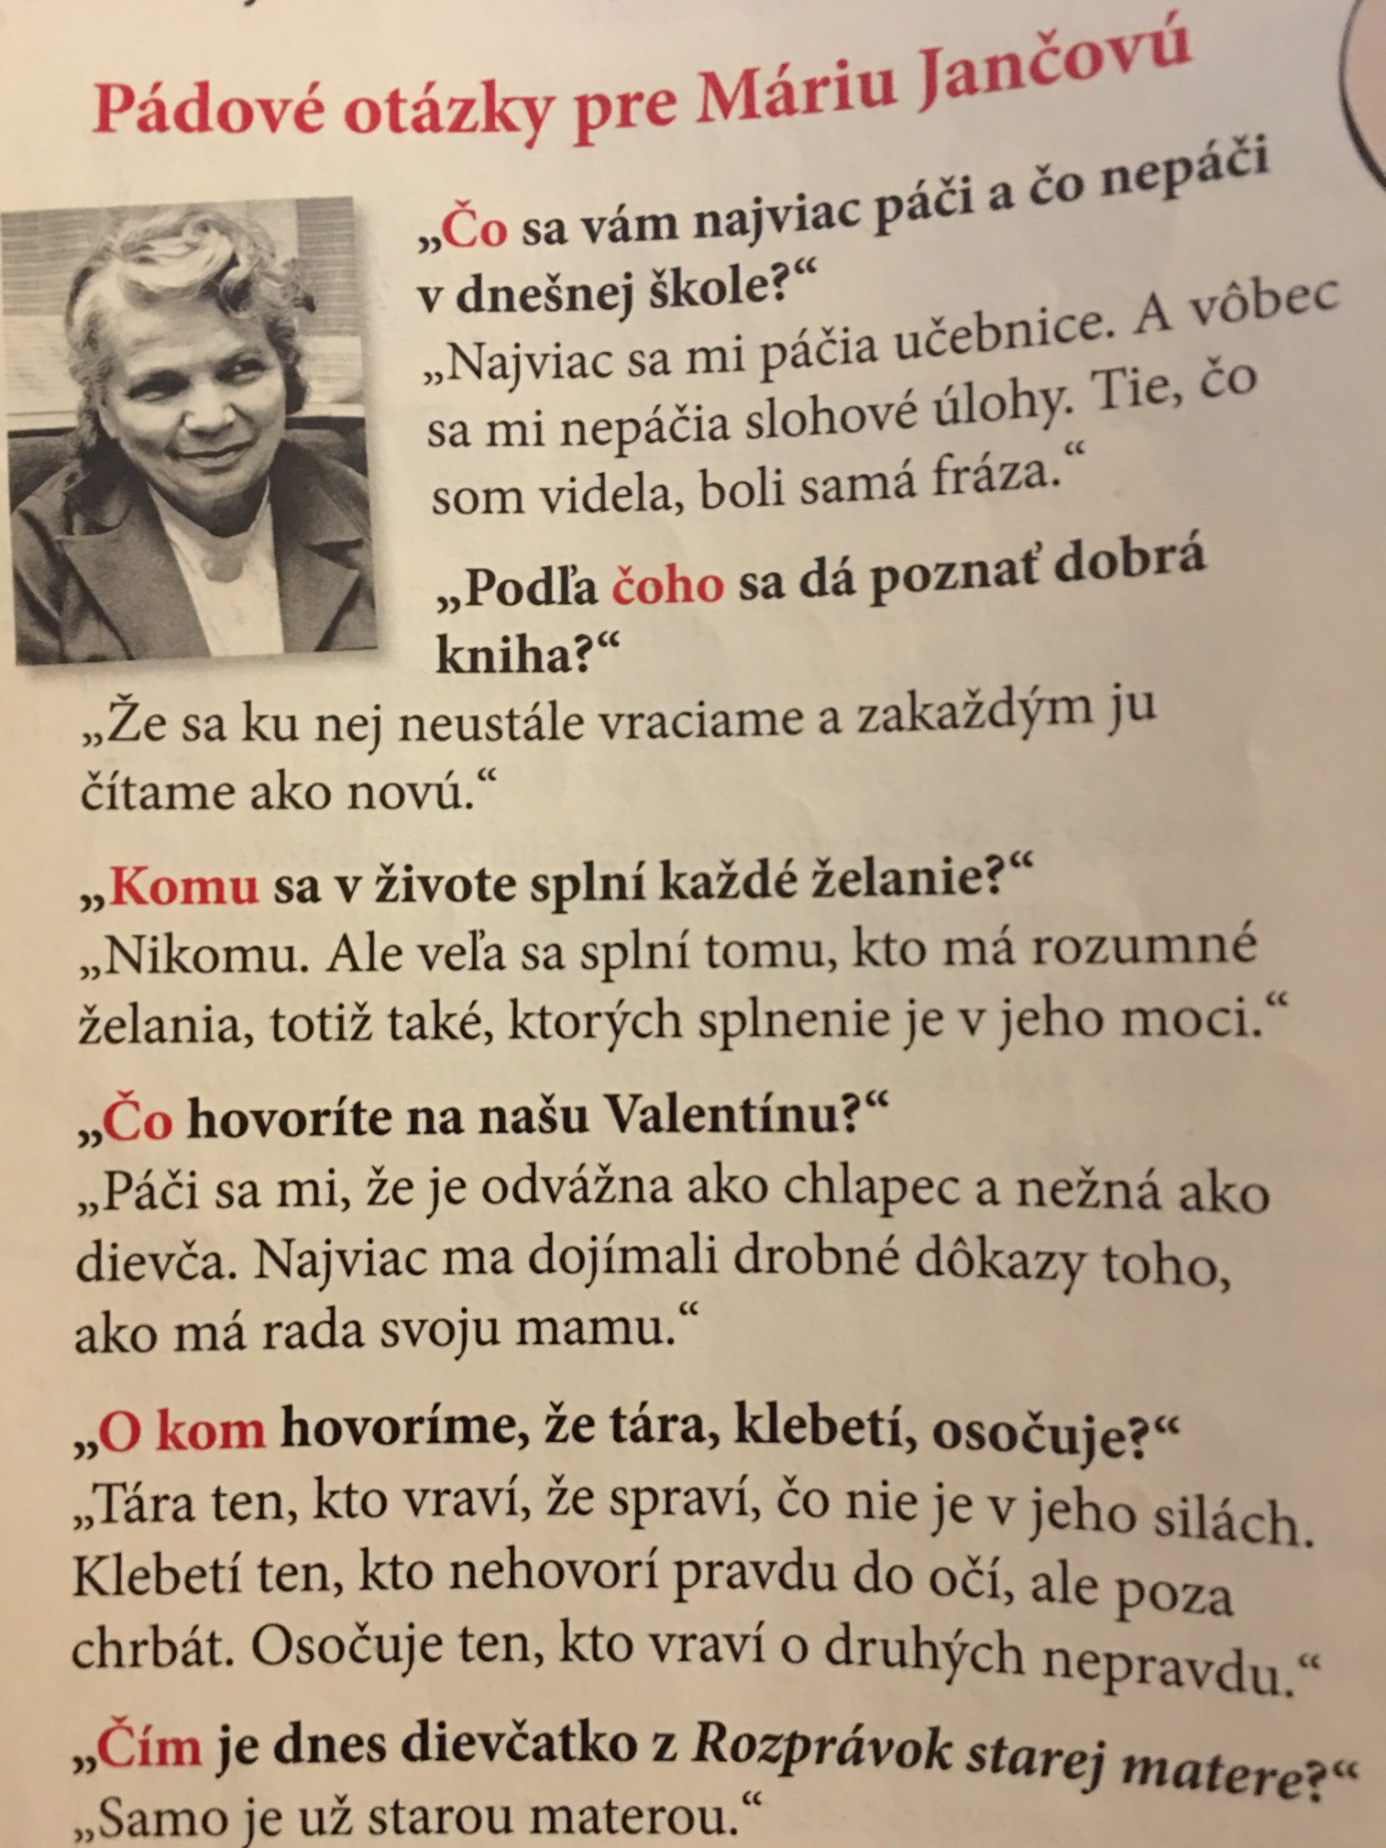 Pádové otázky pre Máriu Jančovú
„Čo sa vám najviac páči a čo nepáči
v dnešnej škole?“
„Najviac sa mi páčia učebnice. A vôbec
sa mi nepáčia slohové úlohy. Tie, čo
som videla, boli samá fráza.“
„Podľa čoho sa dá poznať dobrá
kniha?“
„Že sa ku nej neustále vraciame a zakaždým ju
čítame ako novú.“
„Komu sa v živote splní každé želanie?“
„Nikomu. Ale veľa sa splní tomu, kto má rozumné
želania, totiž také, ktorých splnenie je v jeho moci.“
„Čo hovoríte na našu Valentínu?“
„Páči sa mi, že je odvážna ako chlapec a nežná ako
dievča. Najviac ma dojímali drobné dôkazy toho,
ako má rada svoju mamu.“
„O kom hovoríme, že tára, klebetí, osočuje?“
„Tára ten, kto vraví, že spraví, čo nie je v jeho silách.
Klebetí ten, kto nehovorí pravdu do očí, ale poza
chrbát. Osočuje ten, kto vraví o druhých nepravdu.“
„Čím je dnes dievčatko z Rozprávok starej matere?“
„Samo je už starou materou.“